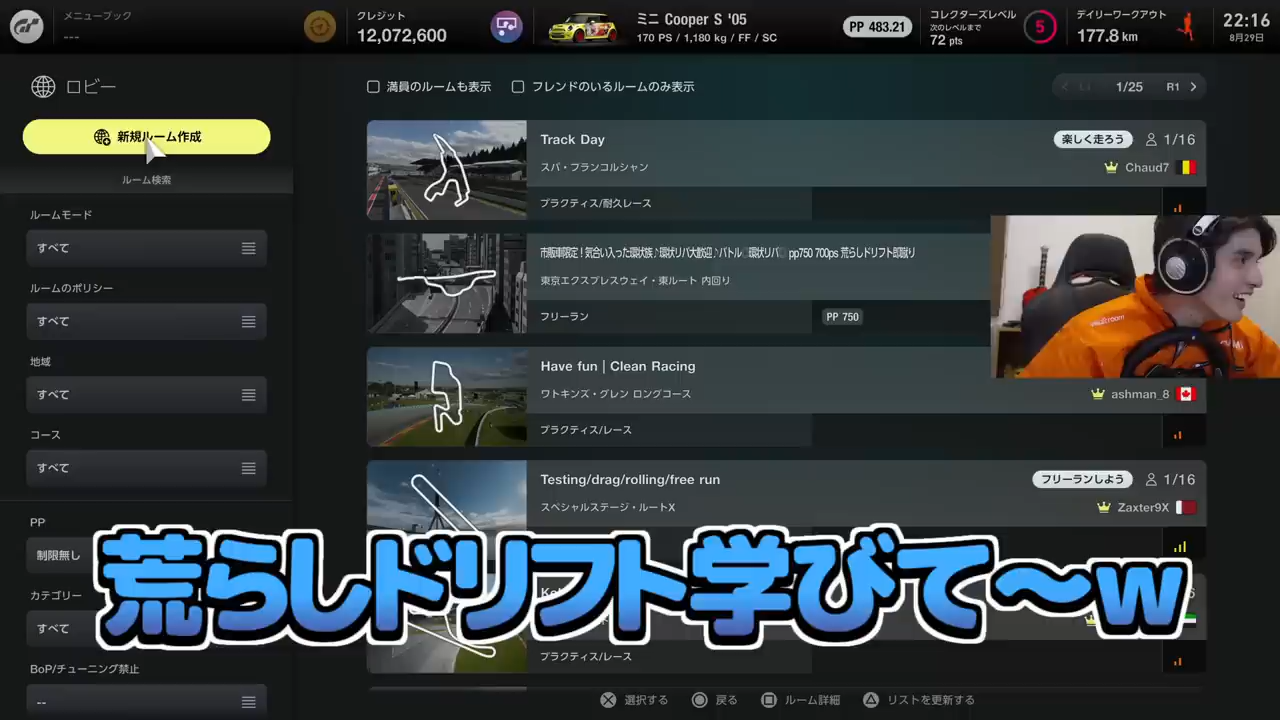 メニューブック
---
クレジット
12,072,600
ミニ Cooper S '05
170 PS / 1,180 kg / FF / SC
PP 483.21
コレクターズレベル
次のレベルまで
72 pts
5
デイリーワークアウト
177.8 km
22:16
8月29日
ロビー
新規ルーム作成
ルーム検索
ルームモード
すべて
ルームのポリシー
すべて
地域
すべて
コース
すべて
PP
制限無し
カテゴリー
すべて
BoP/チューニング禁止
--
満員のルームも表示
フレンドのいるルームのみ表示
L1
1/25
R1
Track Day
楽しく走ろう
1/16
スパ・フランコルシャン
Chaud7
プラクティス/耐久レース
東京エクスプレスウェイ・東ルート 内回り
フリーラン
PP 750
Have fun | Clean Racing
ワトキンズ・グレン ロングコース
ashman_8
プラクティス/レース
Testing/drag/rolling/free run
フリーランしよう
1/16
スペシャルステージ・ルートX
Zaxter9X
荒らしドリフト学びて〜w
プラクティス/レース
選択する
戻る
ルーム詳細
リストを更新する